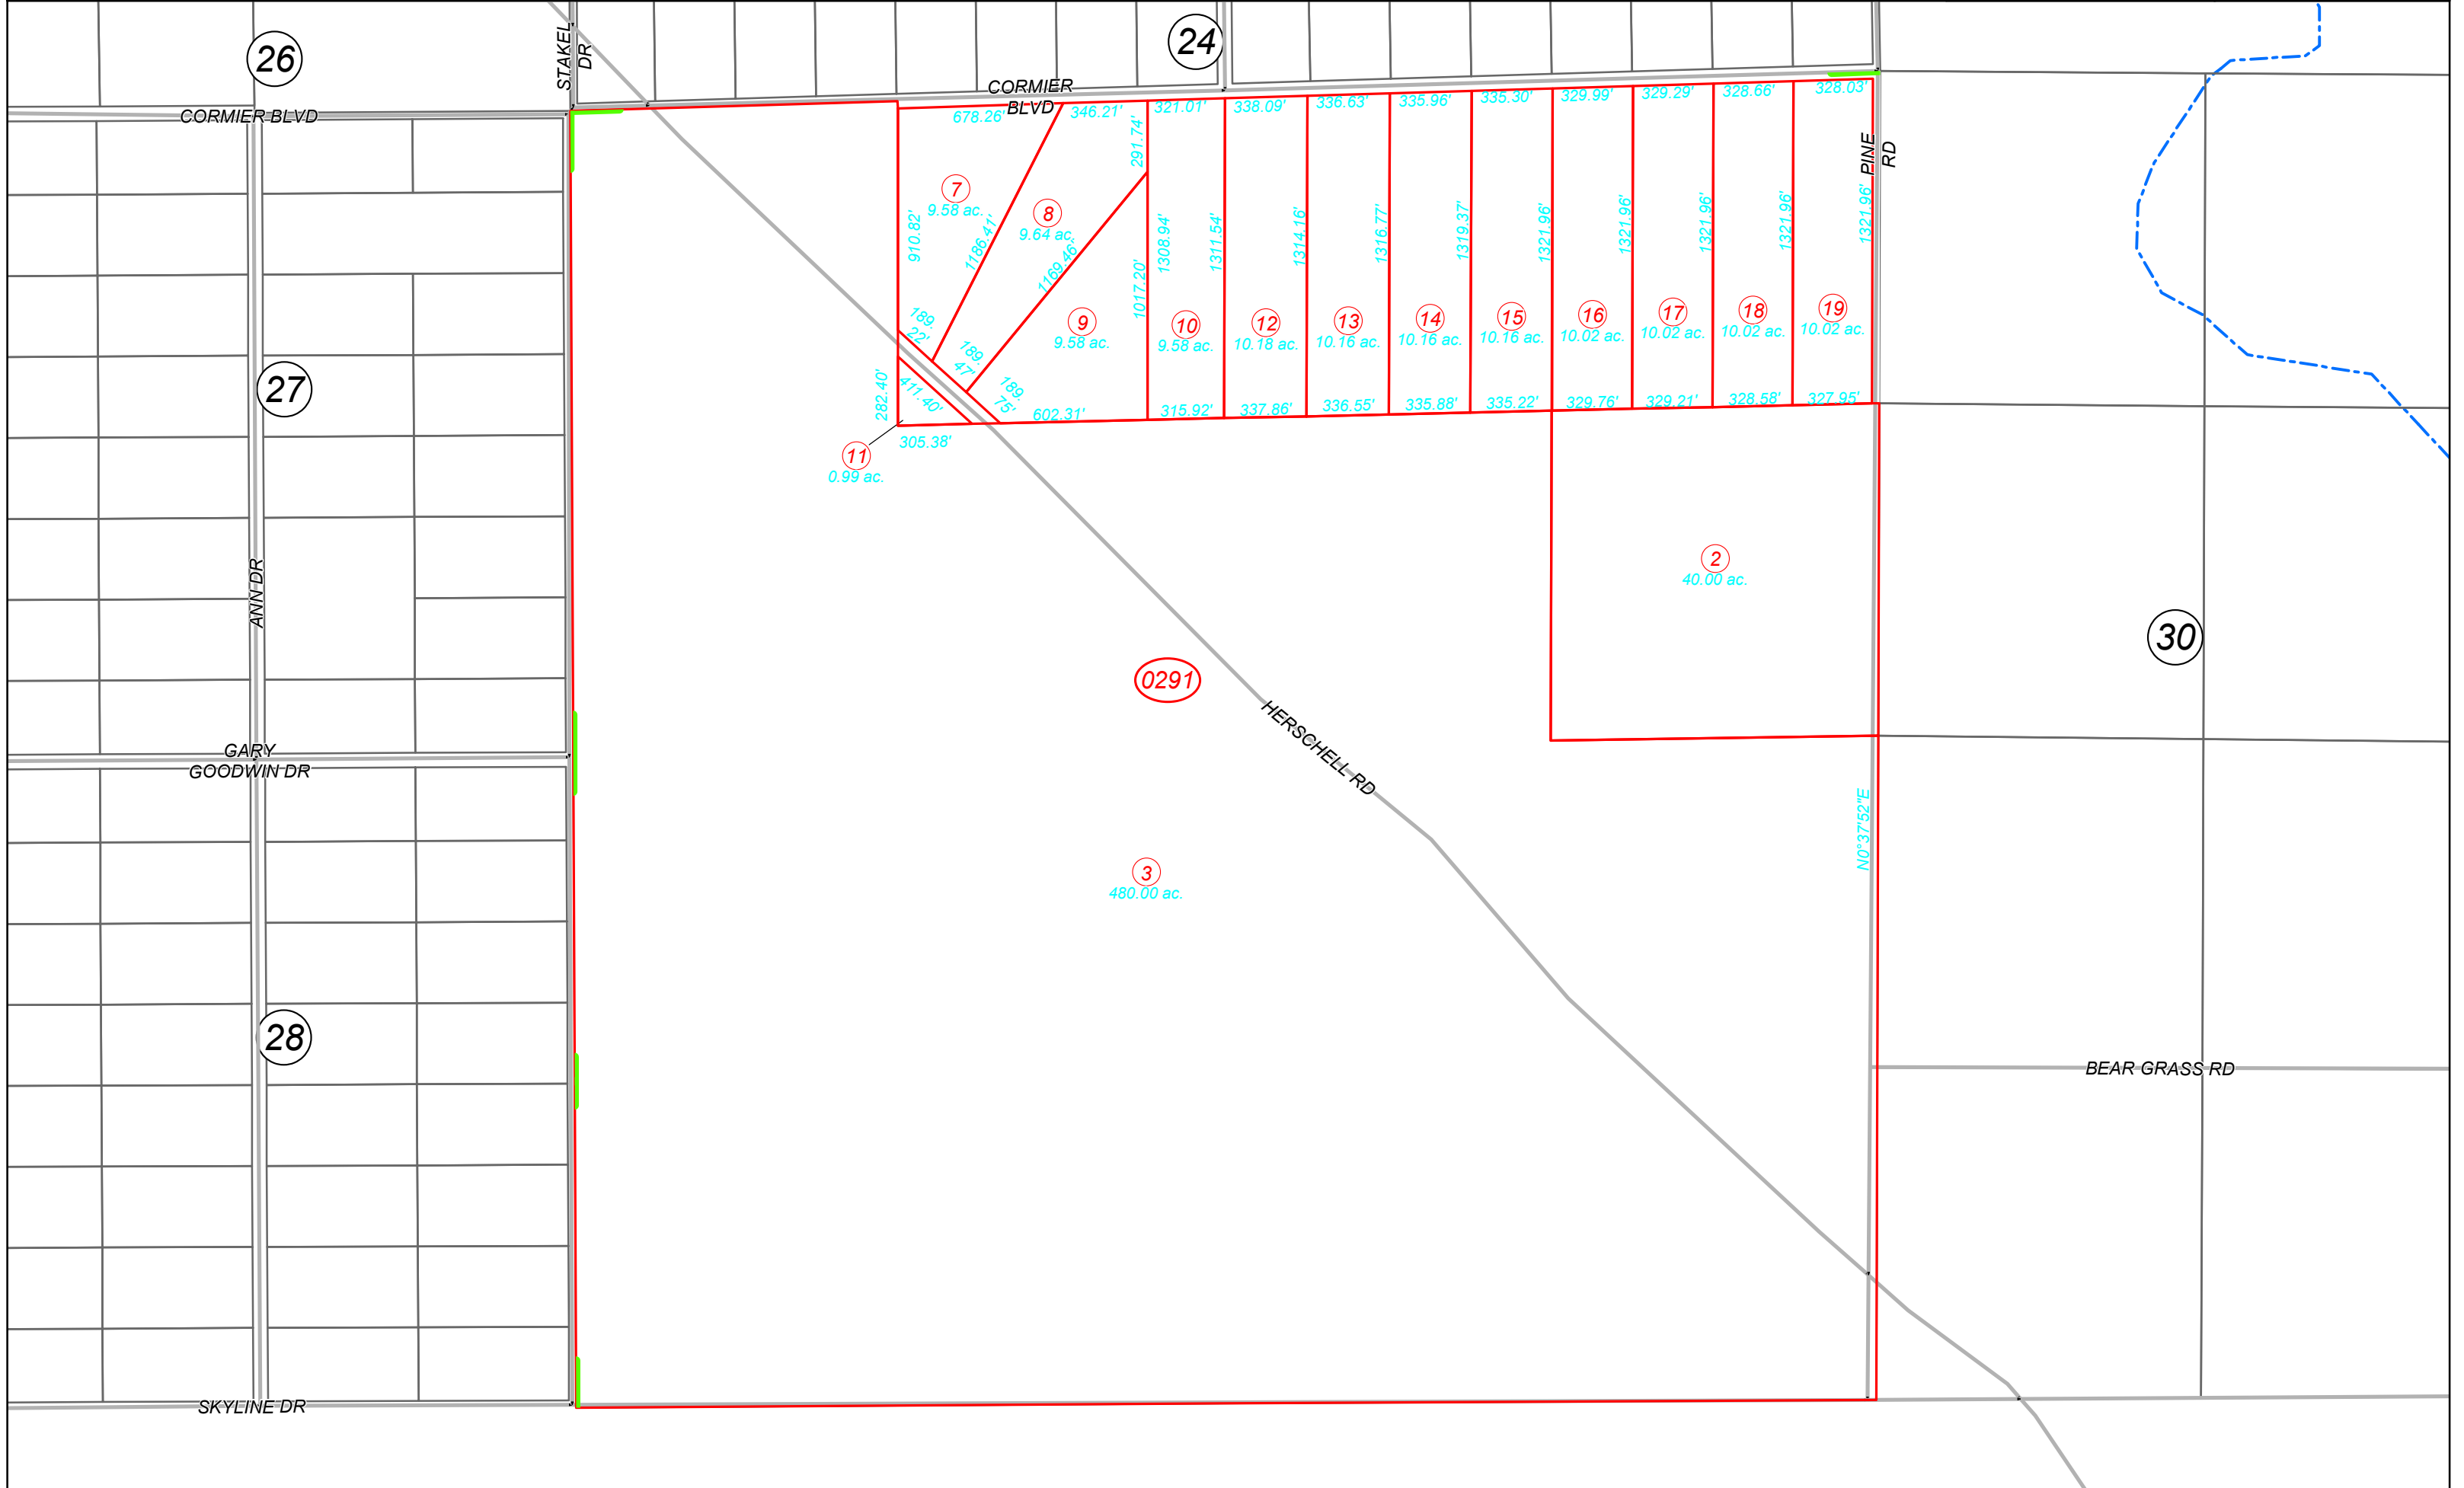 26
STAKEL
DR
24
CORMIER
BLVD
CORMIER BLVD
678.26'
346.21'
321.01'
338.09'
336.63'
335.96'
335.30'
329.99'
329.29'
328.66'
328.03'
PINE
RD
291.74'
7
9.58 ac.
8
9.64 ac.
910.82'
1186.41'
1169.46'
1017.20'
1308.94'
1311.54'
1314.16'
1316.77'
1319.37'
1321.96'
1321.96'
1321.96'
1321.96'
1321.96'
9
9.58 ac.
10
9.58 ac.
12
10.18 ac.
13
10.16 ac.
14
10.16 ac.
15
10.16 ac.
16
10.02 ac.
17
10.02 ac.
18
10.02 ac.
19
10.02 ac.
189.
22'
189.
47'
189.
75'
27
282.40'
411.40'
602.31'
315.92'
337.86'
336.55'
335.88'
335.22'
329.76'
329.21'
328.58'
327.95'
305.38'
11
0.99 ac.
2
40.00 ac.
ANN DR
30
0291
HERSCHELL RD
GARY
GOODWIN DR
N0°37'52"E
3
480.00 ac.
28
BEAR GRASS RD
SKYLINE DR